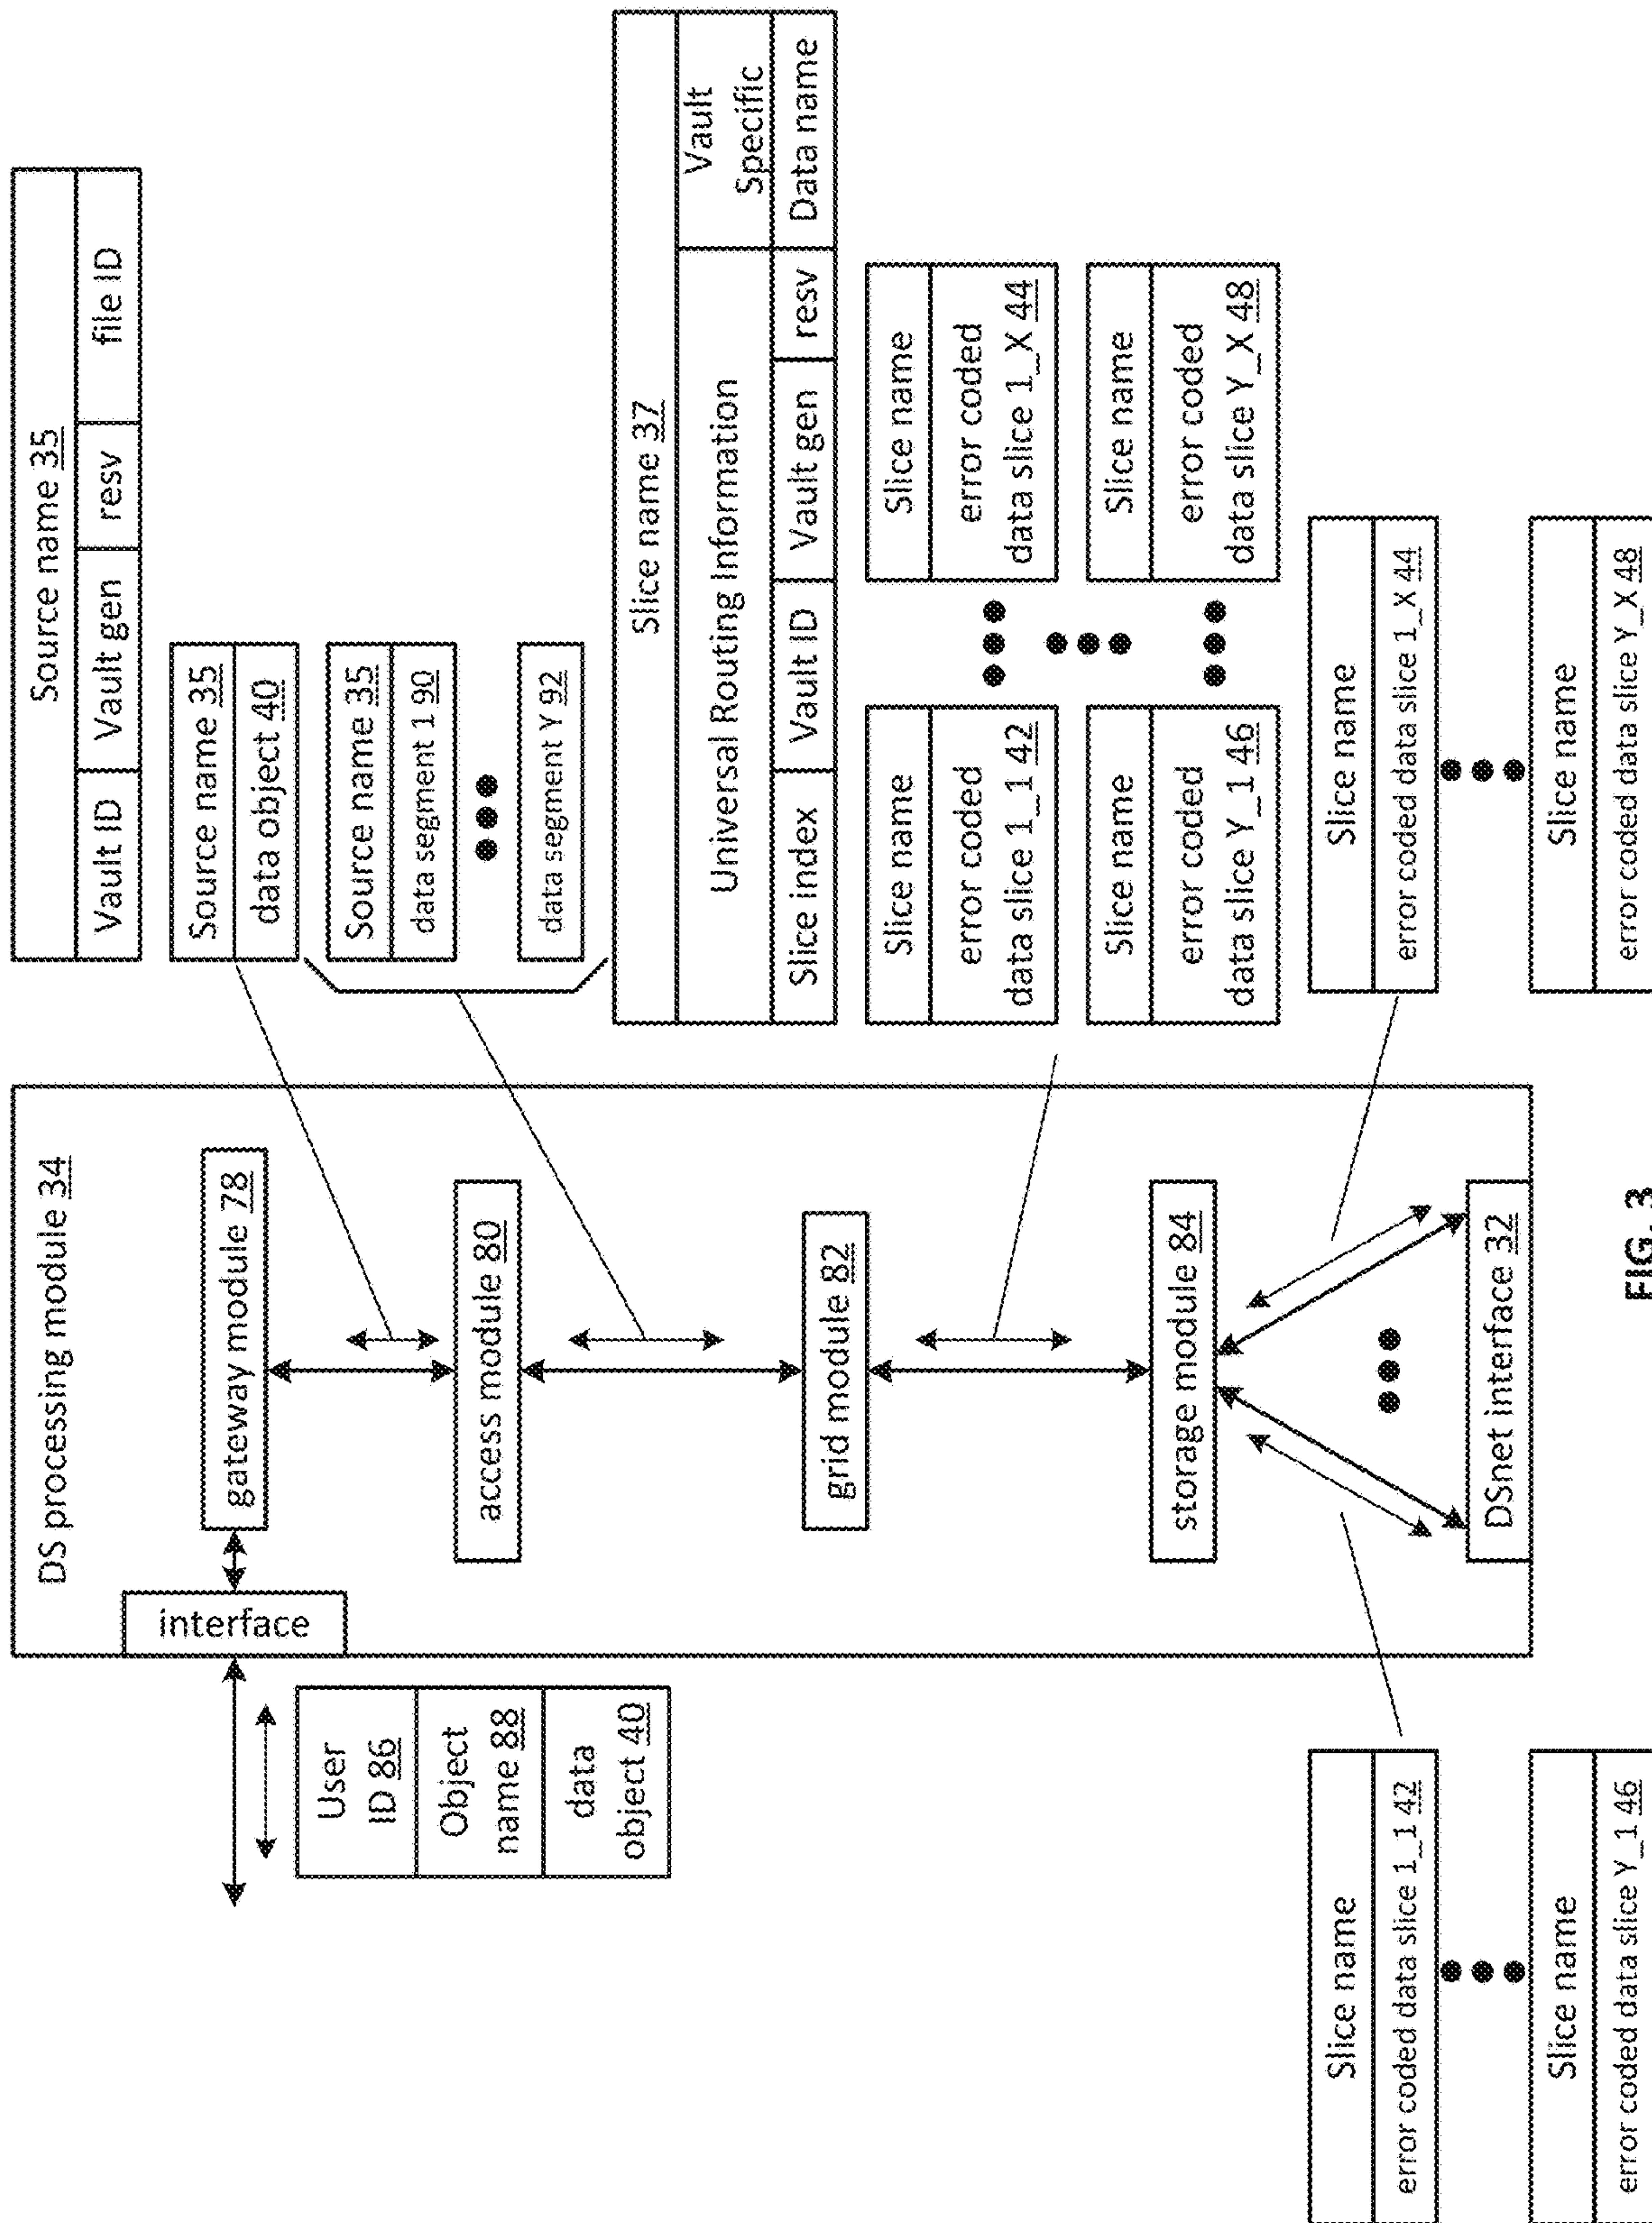 DS processing module 34
interface
gateway module 78
access module 80
grid module 82
storage module 84
DSnet interface 32
User
ID 86
Object
name 88
data
object 40
Source name 35
Vault ID
Vault gen
resv
file ID
Source name 35
data object 40
Source name 35
data segment 1 90
data segment Y 92
Slice name 37
Universal Routing Information
Vault
Specific
Slice index
Vault ID
Vault gen
resv
Data name
Slice name
error coded
data slice 1_1 42
Slice name
error coded
data slice 1_X 44
Slice name
error coded
data slice Y_1 46
Slice name
error coded
data slice Y_X 48
Slice name
error coded data slice 1_1 42
Slice name
error coded data slice Y_1 46
Slice name
error coded data slice 1_X 44
Slice name
error coded data slice Y_X 48
FIG. 3